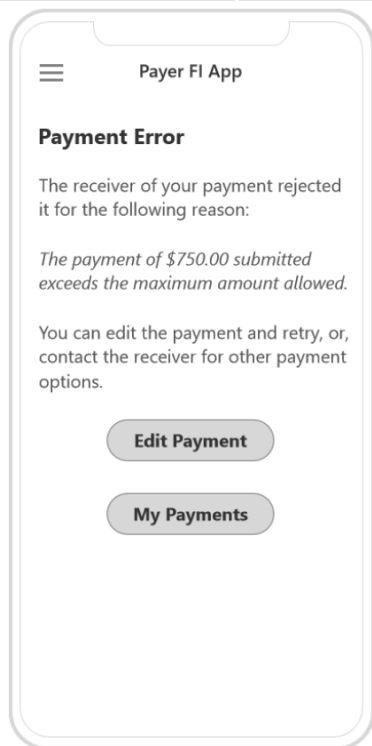 Payer FI App
Payment Error
The receiver of your payment rejected
it for the following reason:
The payment of $750.00 submitted
exceeds the maximum amount allowed.
You can edit the payment and retry, or,
contact the receiver for other payment
options.
Edit Payment
My Payments